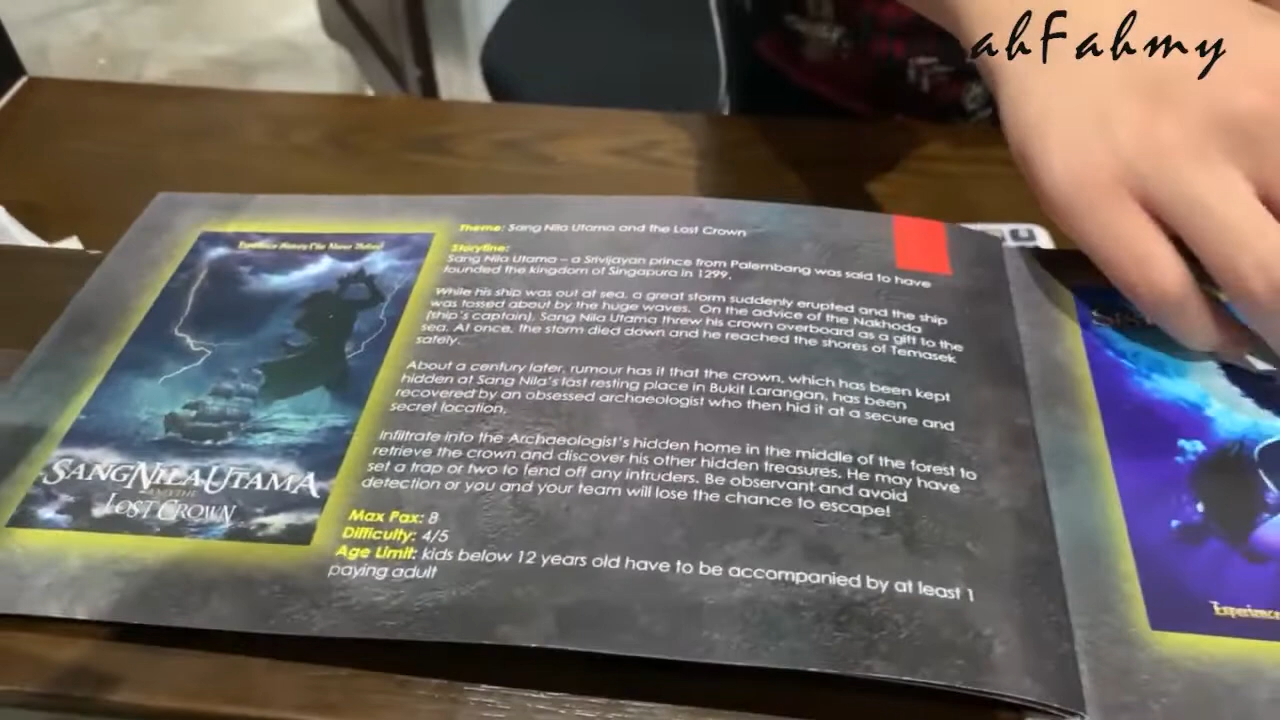 ahFahmy
Experience History Like Never Before!
SANG NILA UTAMA
AND THE
LOST CROWN
Theme: Sang Nila Utama and the Lost Crown
Storyline:
Sang Nila Utama – a Srivijayan prince from Palembang was said to have
founded the kingdom of Singapura in 1299.
While his ship was out at sea, a great storm suddenly erupted and the ship
was tossed about by the huge waves. On the advice of the Nakhoda
(ship's captain), Sang Nila Utama threw his crown overboard as a gift to the
sea. At once, the storm died down and he reached the shores of Temasek
safely.
About a century later, rumour has it that the crown, which has been kept
hidden at Sang Nila's last resting place in Bukit Larangan, has been
recovered by an obsessed archaeologist who then hid it at a secure and
secret location.
Infiltrate into the Archaeologist's hidden home in the middle of the forest to
retrieve the crown and discover his other hidden treasures. He may have
set a trap or two to fend off any intruders. Be observant and avoid
detection or you and your team will lose the chance to escape!
Max Pax: 8
Difficulty: 4/5
Age Limit: kids below 12 years old have to be accompanied by at least 1
paying adult